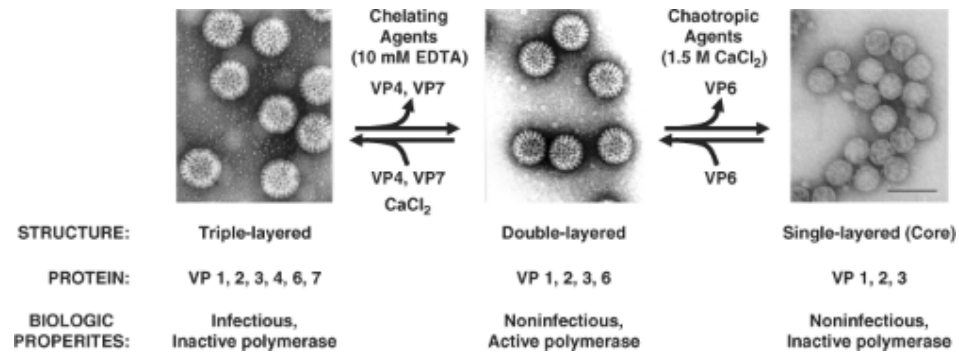 Chelating
Agents
(10 mM EDTA)
VP4, VP7
VP4, VP7
CaCl₂
Chaotropic
Agents
(1.5 M CaCl₂)
VP6
VP6
STRUCTURE: Triple-layered Double-layered Single-layered (Core)
PROTEIN: VP 1, 2, 3, 4, 6, 7 VP 1, 2, 3, 6 VP 1, 2, 3
BIOLOGIC Infectious, Noninfectious, Noninfectious,
PROPERITES: Inactive polymerase Active polymerase Inactive polymerase